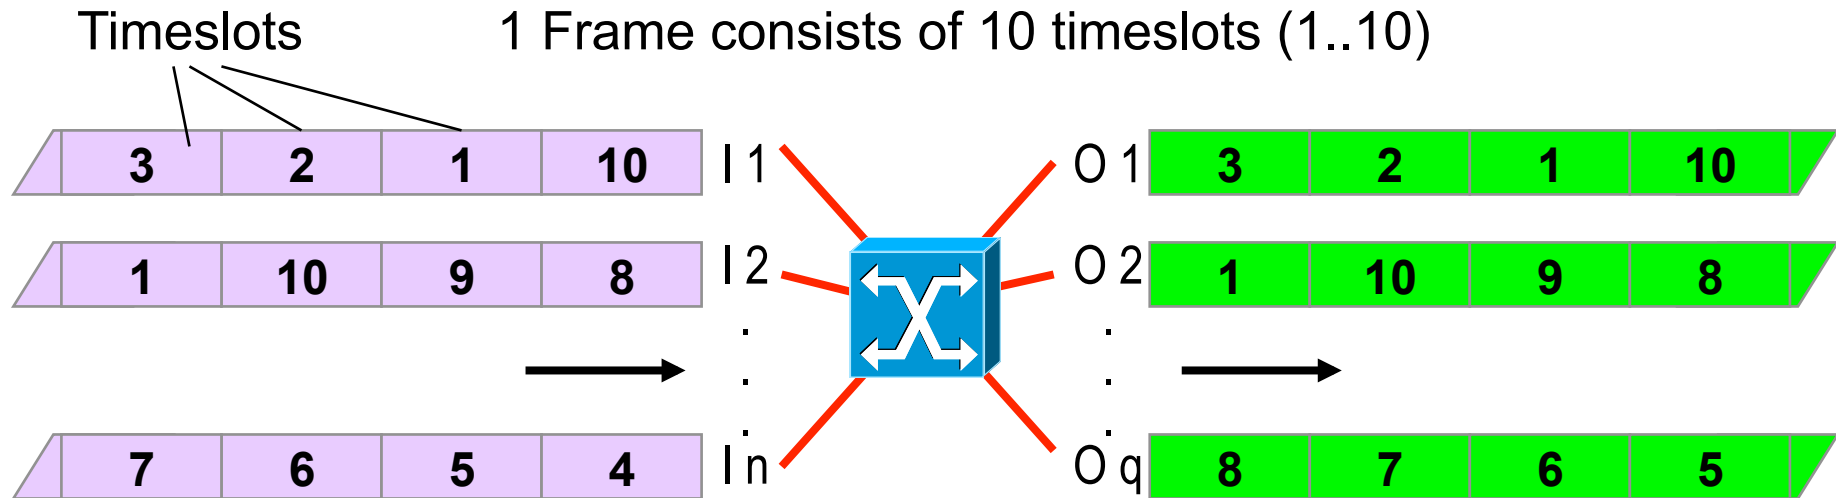 Timeslots 1 Frame consists of 10 timeslots (1..10)
3 2 1 10 I 1 O 1 3 2 1 10
1 10 9 8 I 2 O 2 1 10 9 8
. .
. .
. .
7 6 5 4 I n O q 8 7 6 5